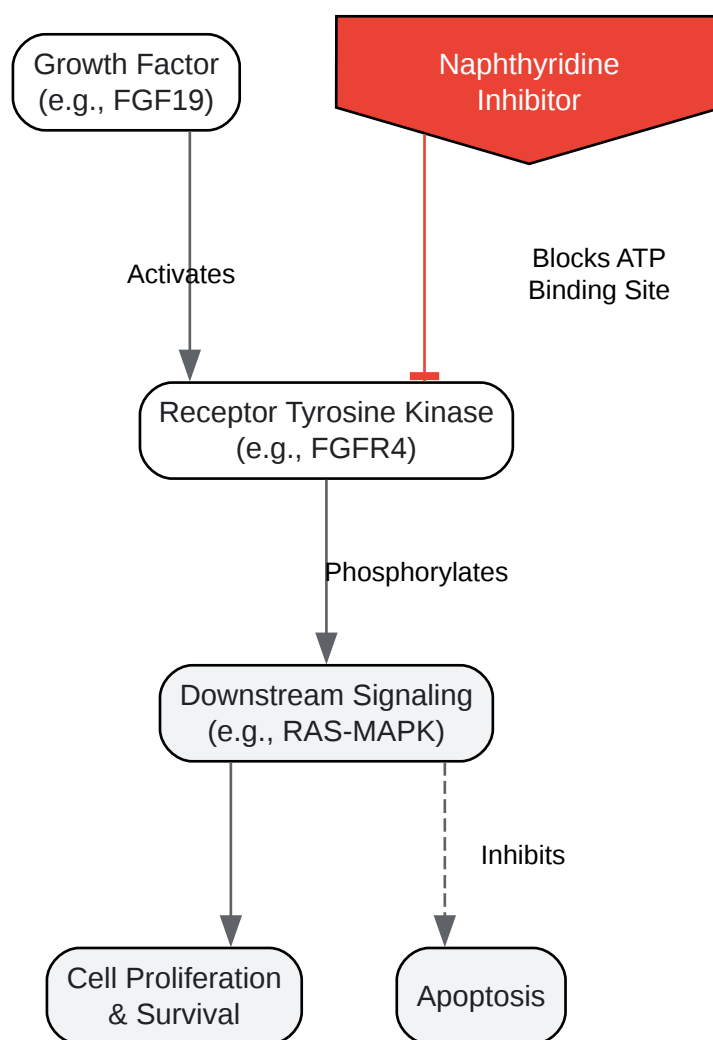 Growth Factor
(e.g., FGF19)
Naphthyridine
Inhibitor
Activates
Blocks ATP
Binding Site
Receptor Tyrosine Kinase
(e.g., FGFR4)
Phosphorylates
Downstream Signaling
(e.g., RAS-MAPK)
Inhibits
Cell Proliferation
& Survival
Apoptosis